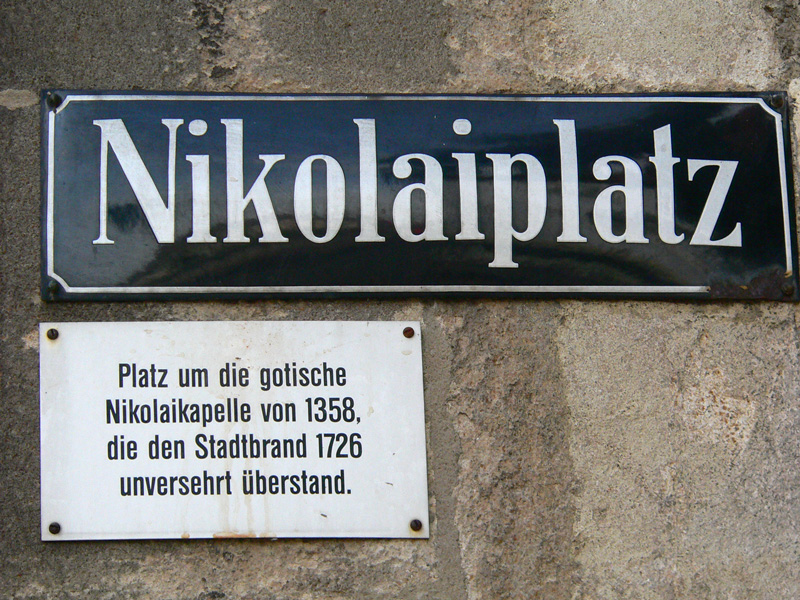 Nikolaiplatz
Platz um die gotische
Nikolaikapelle von 1358,
die den Stadtbrand 1726
unversehrt überstand.